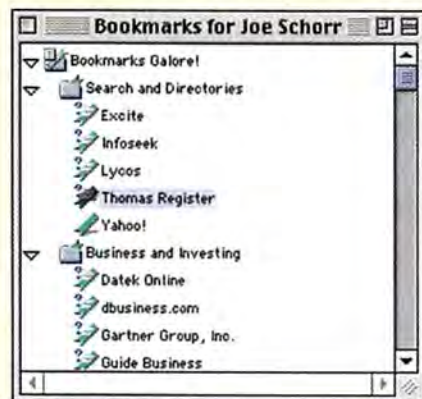 Bookmarks for Joe Schorr
Bookmarks Galore!
Search and Directories
Excite
Infoseek
Lycos
Thomas Register
Yahoo!
Business and Investing
Datek Online
dbusiness.com
Gartner Group, Inc.
Guide Business